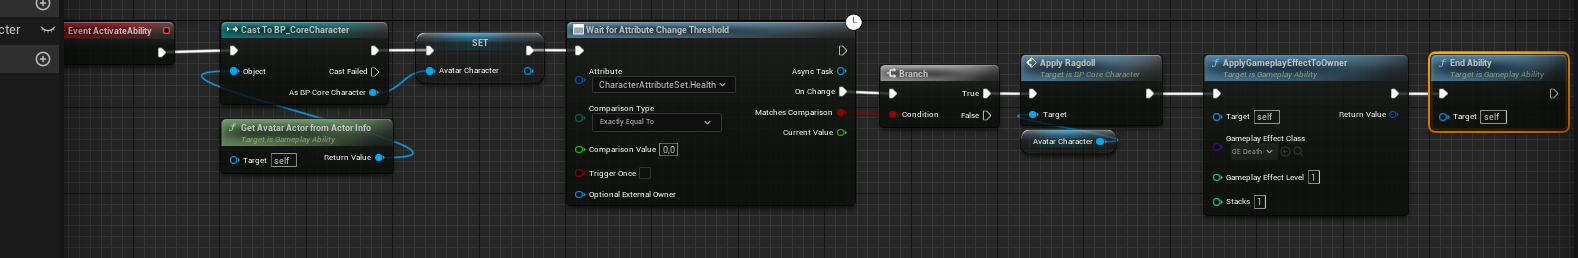 cter
Event ActivateAbility
Cast To BP_CoreCharacter
Object
Cast Failed
As BP Core Character
Get Avatar Actor from Actor Info
Target is Gameplay Ability
Target self
Return Value
SET
Avatar Character
Wait for Attribute Change Threshold
Attribute
CharacterAttributeSet.Health
Comparison Type
Exactly Equal To
Comparison Value 0,0
Trigger Once
Optional External Owner
Async Task
On Change
Matches Comparison
Current Value
Branch
True
Condition
False
Apply Ragdoll
Target is BP Core Character
Target
Avatar Character
ApplyGameplayEffectToOwner
Target is Gameplay Ability
Target self
Return Value
Gameplay Effect Class
GE Death
Gameplay Effect Level 1
Stacks 1
End Ability
Target is Gameplay Ability
Target self